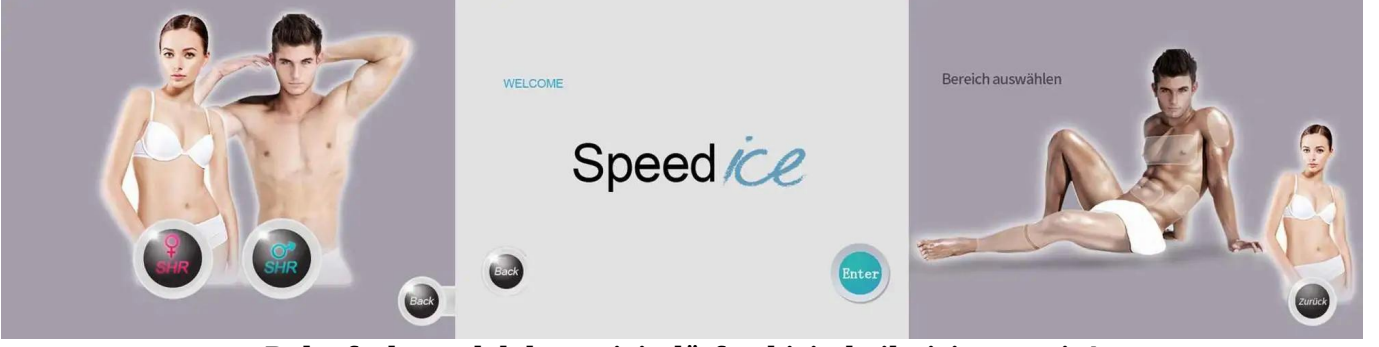 SHR
SHR
Back
WELCOME
Speed ice
Back
Enter
Bereich auswählen
Zurück